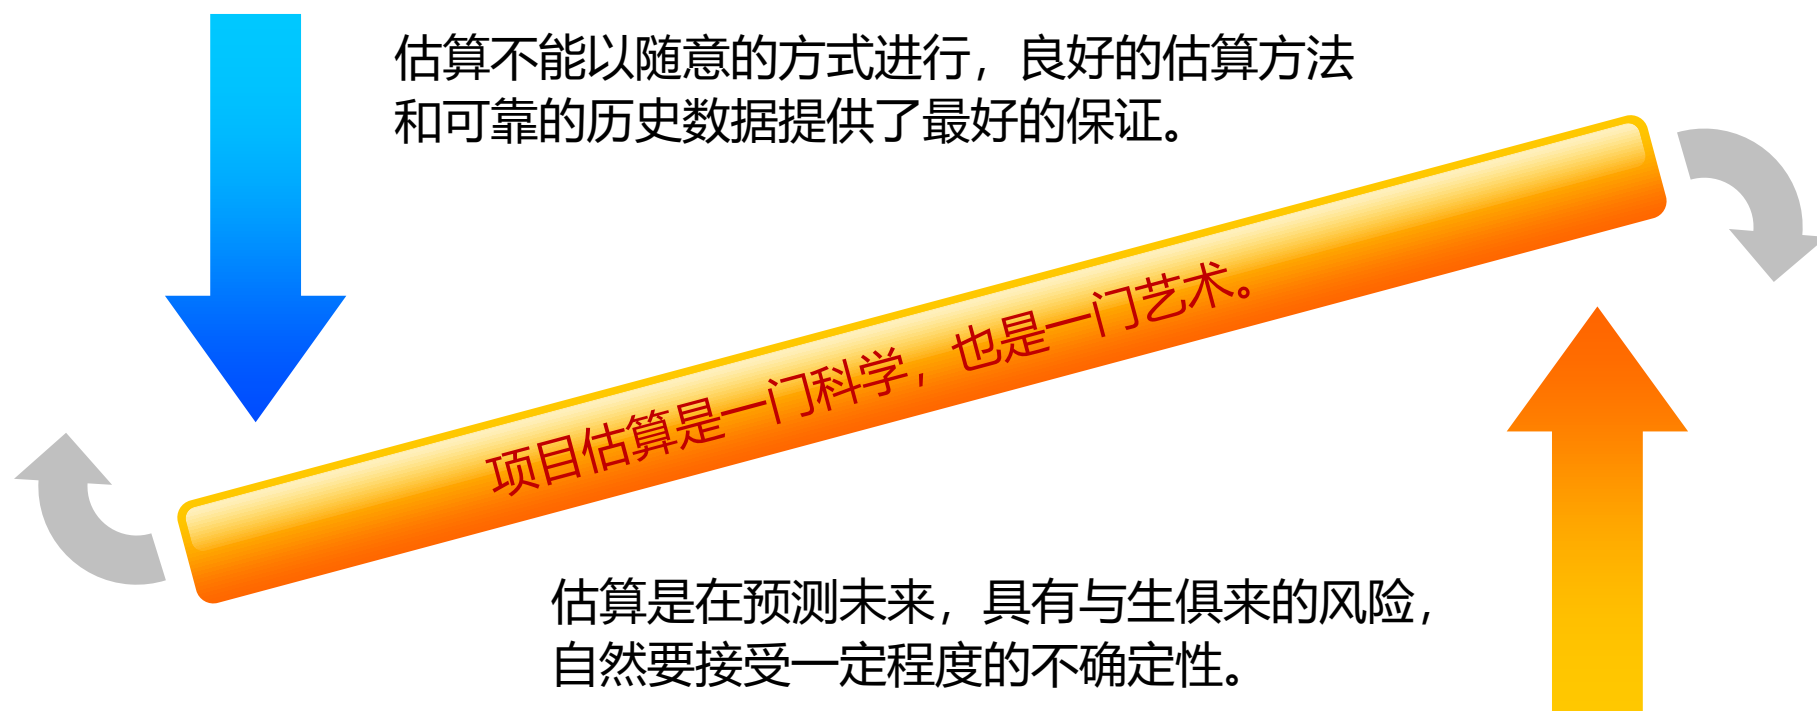 估算不能以随意的方式进行，良好的估算方法
和可靠的历史数据提供了最好的保证。
项目估算是一门科学，也是一门艺术。
估算是在预测未来，具有与生俱来的风险，
自然要接受一定程度的不确定性。